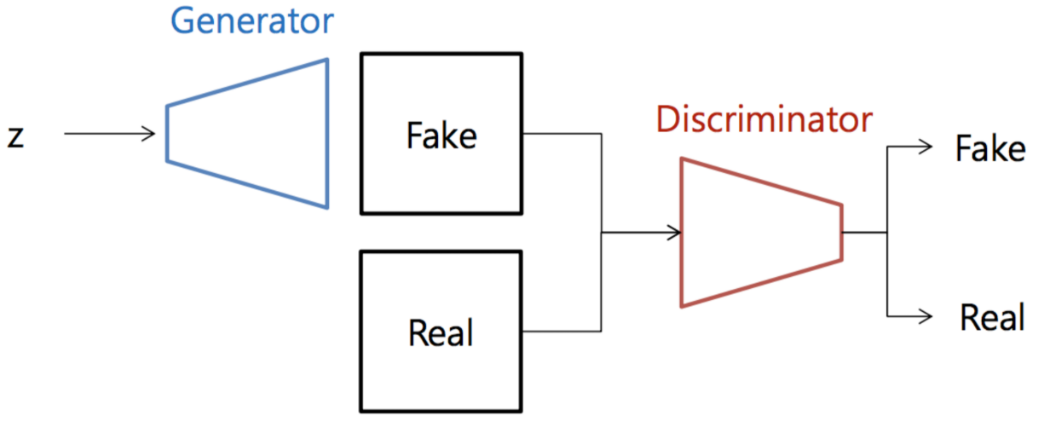 Generator
z
Fake
Real
Discriminator
Fake
Real